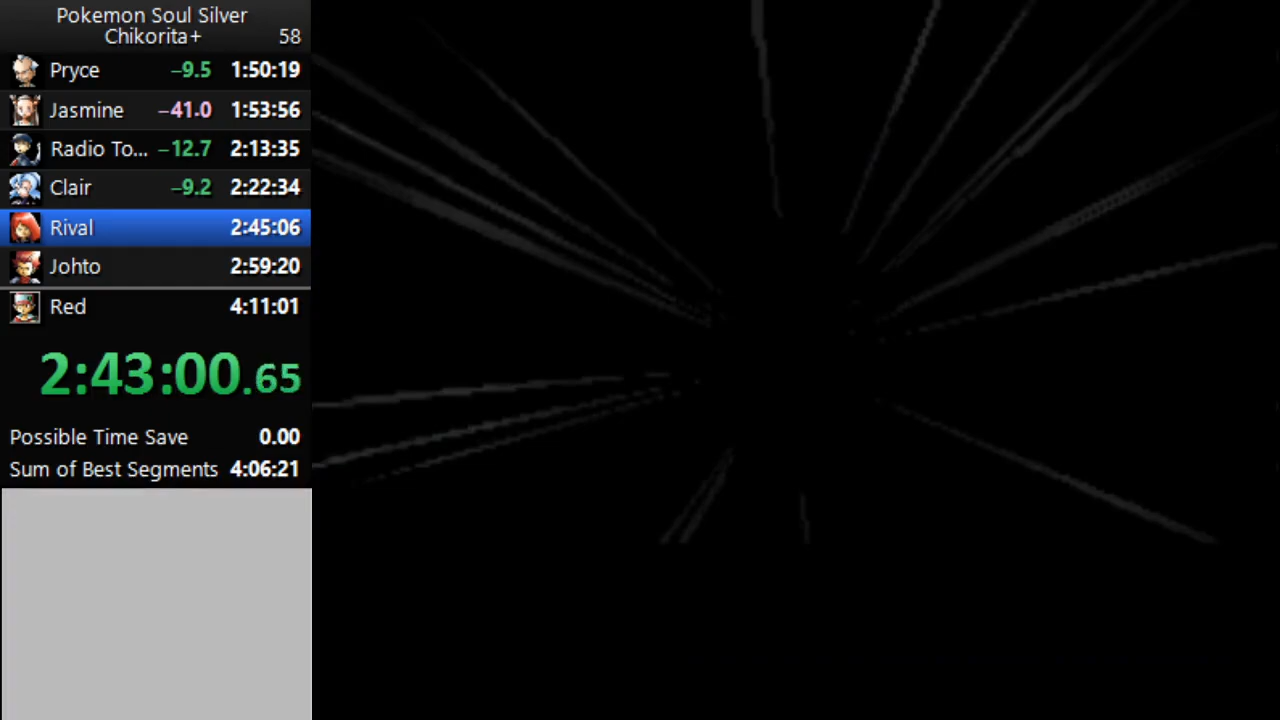 Pokemon Soul Silver
Chikorita+ 58
Pryce −9.5 1:50:19
Jasmine −41.0 1:53:56
Radio To... −12.7 2:13:35
Clair −9.2 2:22:34
Rival 2:45:06
Johto 2:59:20
Red 4:11:01
2:43:00.65
Possible Time Save 0.00
Sum of Best Segments 4:06:21